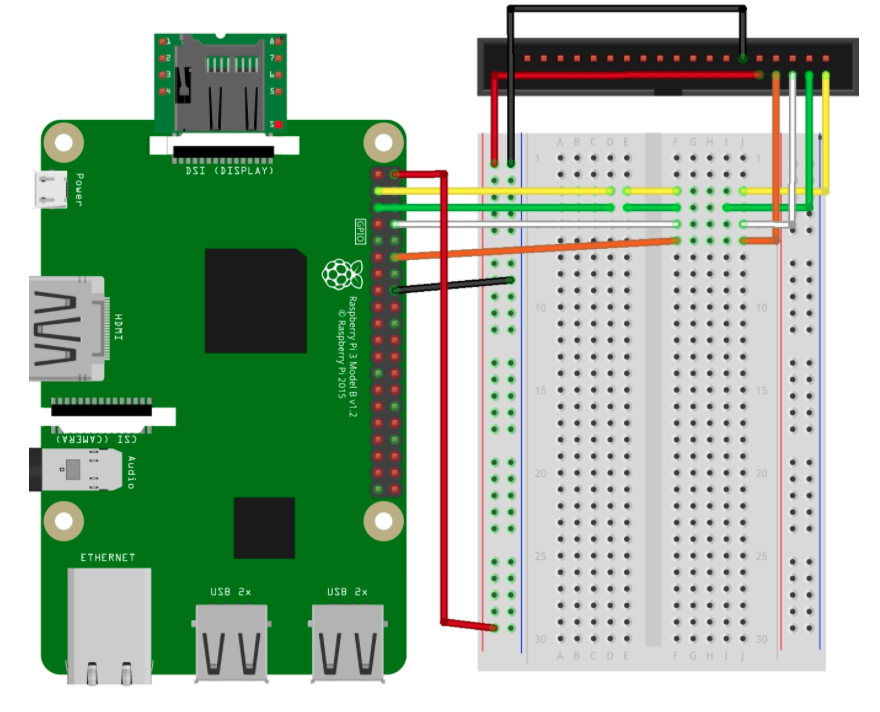 1 8
2 7
3 6
4 5
S
DSI (DISPLAY)
Power
GPIO
HDMI
Raspberry Pi 3 Model B v1.2
© Raspberry Pi 2015
CSI (CAMERA)
Audio
ETHERNET
USB 2x
USB 2x
A B C D E F G H I J
1 1
10 10
15 15
20 20
25 25
30 30
A B C D E F G H I J